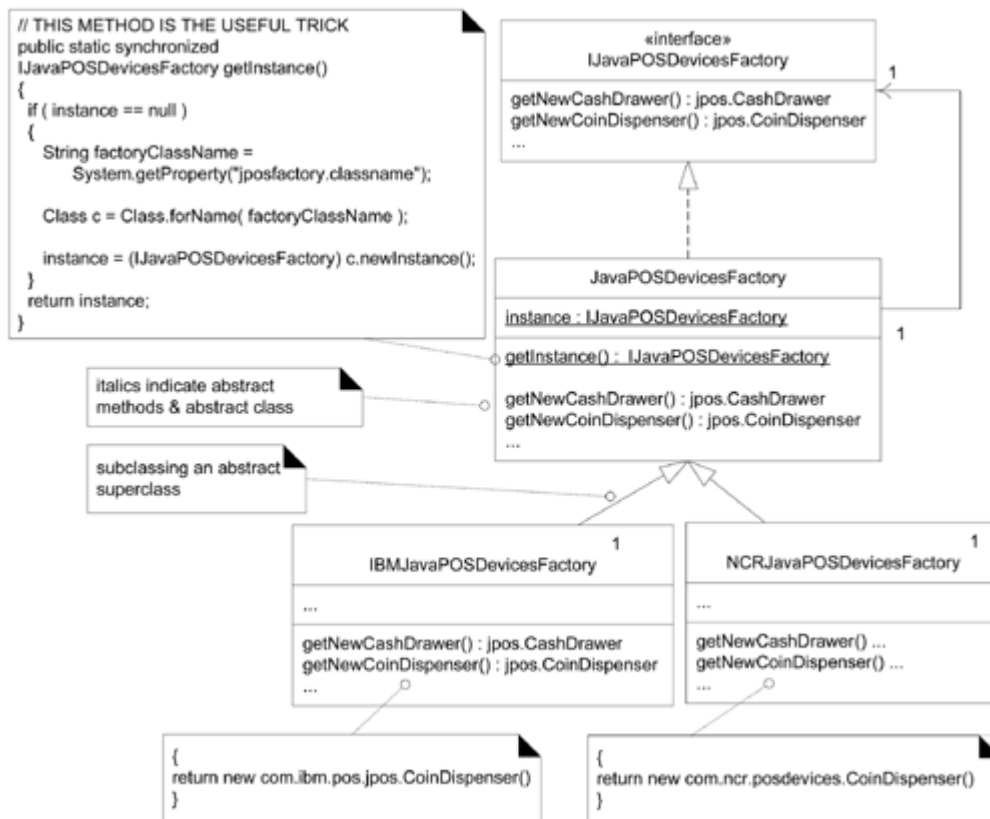 // THIS METHOD IS THE USEFUL TRICK
public static synchronized
IJavaPOSDevicesFactory getInstance()
{
if ( instance == null )
{
String factoryClassName =
System.getProperty("jposfactory.classname");
Class c = Class.forName( factoryClassName );
instance = (IJavaPOSDevicesFactory) c.newInstance();
}
return instance;
}
«interface»
IJavaPOSDevicesFactory
getNewCashDrawer() : jpos.CashDrawer
getNewCoinDispenser() : jpos.CoinDispenser
...
1
JavaPOSDevicesFactory
instance : IJavaPOSDevicesFactory
1
getInstance() : IJavaPOSDevicesFactory
getNewCashDrawer() : jpos.CashDrawer
getNewCoinDispenser() : jpos.CoinDispenser
...
italics indicate abstract
methods & abstract class
subclassing an abstract
superclass
1
IBMJavaPOSDevicesFactory
...
getNewCashDrawer() : jpos.CashDrawer
getNewCoinDispenser() : jpos.CoinDispenser
...
1
NCRJavaPOSDevicesFactory
...
getNewCashDrawer() ...
getNewCoinDispenser() ...
...
{
return new com.ibm.pos.jpos.CoinDispenser()
}
{
return new com.ncr.posdevices.CoinDispenser()
}